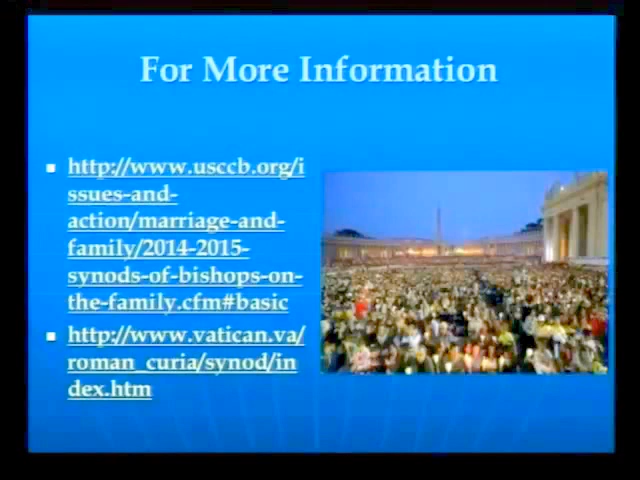 For More Information
http://www.usccb.org/i
ssues-and-
action/marriage-and-
family/2014-2015-
synods-of-bishops-on-
the-family.cfm#basic
http://www.vatican.va/
roman_curia/synod/in
dex.htm